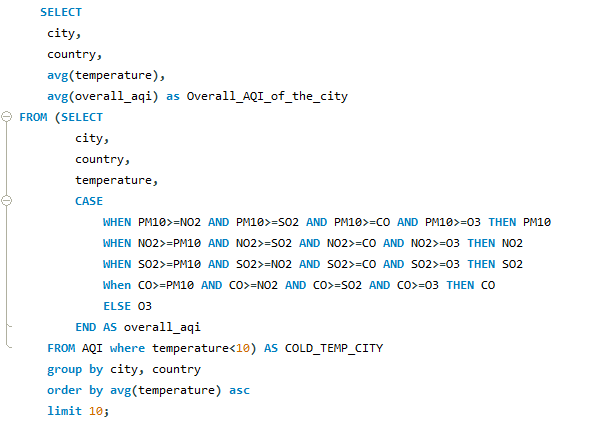 SELECT
city,
country,
avg(temperature),
avg(overall_aqi) as Overall_AQI_of_the_city
FROM (SELECT
city,
country,
temperature,
CASE
WHEN PM10>=NO2 AND PM10>=SO2 AND PM10>=CO AND PM10>=O3 THEN PM10
WHEN NO2>=PM10 AND NO2>=SO2 AND NO2>=CO AND NO2>=O3 THEN NO2
WHEN SO2>=PM10 AND SO2>=NO2 AND SO2>=CO AND SO2>=O3 THEN SO2
When CO>=PM10 AND CO>=NO2 AND CO>=SO2 AND CO>=O3 THEN CO
ELSE O3
END AS overall_aqi
FROM AQI where temperature<10) AS COLD_TEMP_CITY
group by city, country
order by avg(temperature) asc
limit 10;